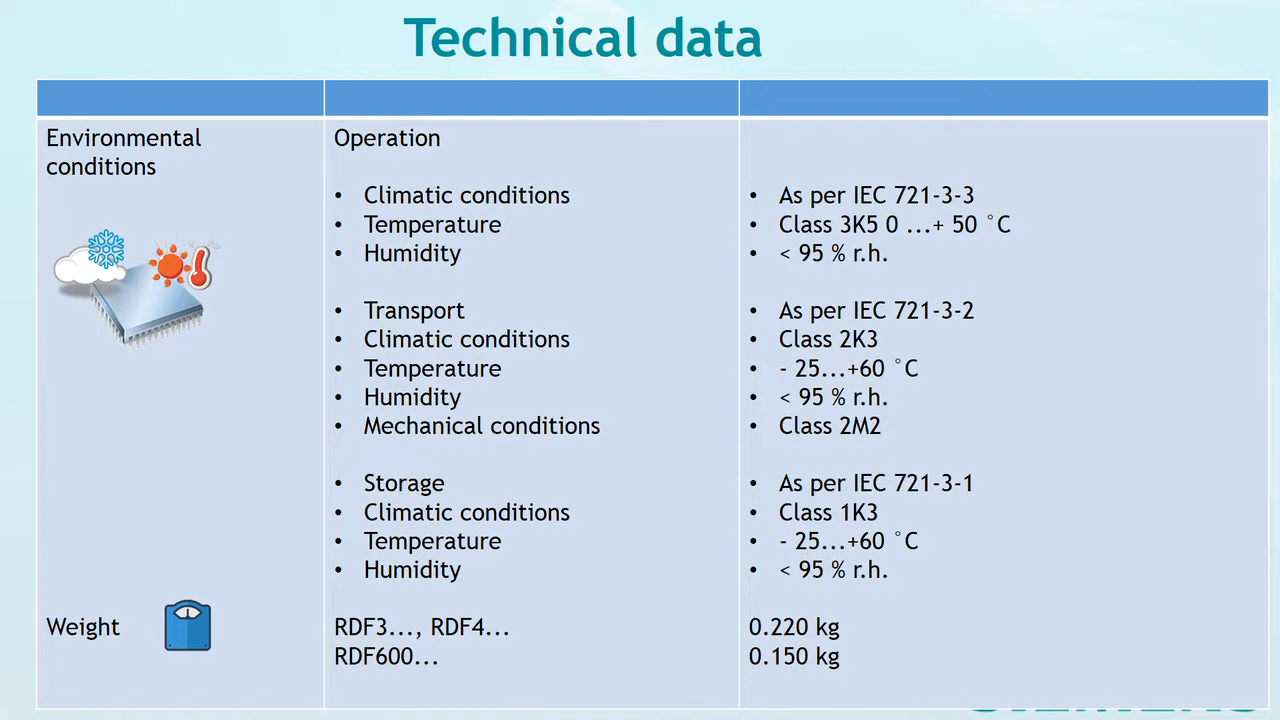 Technical data
Environmental
conditions
Operation
• Climatic conditions
• As per IEC 721-3-3
• Temperature
• Class 3K5 0 ...+ 50 °C
• Humidity
• < 95 % r.h.
• Transport
• As per IEC 721-3-2
• Climatic conditions
• Class 2K3
• Temperature
• - 25...+60 °C
• Humidity
• < 95 % r.h.
• Mechanical conditions
• Class 2M2
• Storage
• As per IEC 721-3-1
• Climatic conditions
• Class 1K3
• Temperature
• - 25...+60 °C
• Humidity
• < 95 % r.h.
Weight
RDF3..., RDF4...
0.220 kg
RDF600...
0.150 kg